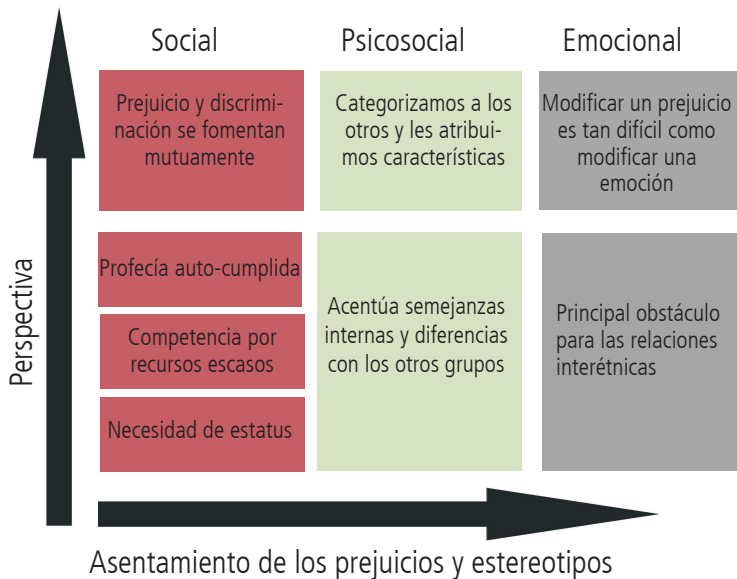 Social
Psicosocial
Emocional
Prejuicio y discrimi-
nación se fomentan
mutuamente
Categorizamos a los
otros y les atribui-
mos características
Modificar un prejuicio
es tan difícil como
modificar una
emoción
Profecía auto-cumplida
Competencia por
recursos escasos
Necesidad de estatus
Acentúa semejanzas
internas y diferencias
con los otros grupos
Principal obstáculo
para las relaciones
interétnicas
Perspectiva
Asentamiento de los prejuicios y estereotipos